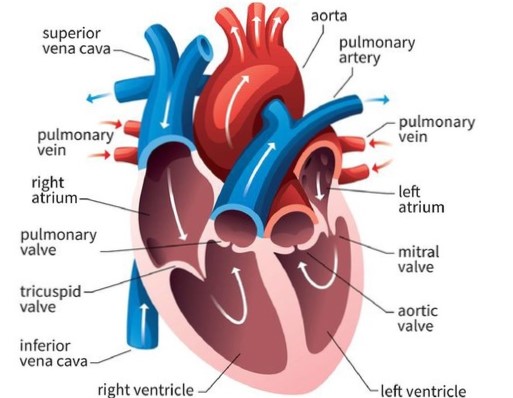 superior
vena cava
aorta
pulmonary
artery
pulmonary
vein
pulmonary
vein
right
atrium
left
atrium
pulmonary
valve
mitral
valve
tricuspid
valve
aortic
valve
inferior
vena cava
right ventricle
left ventricle